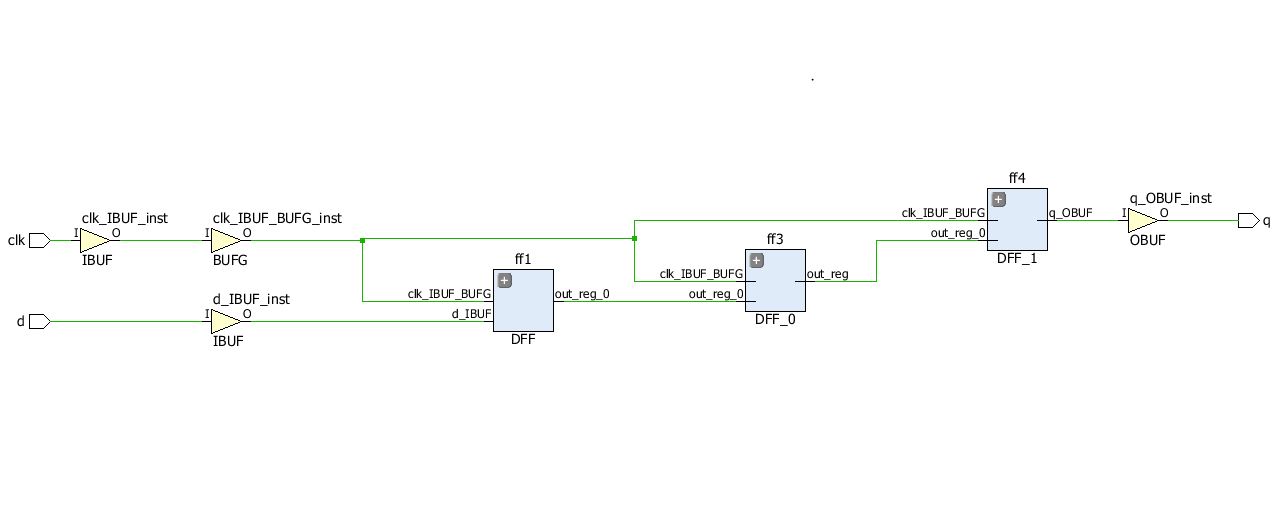 ff4
clk_IBUF_inst
clk_IBUF_BUFG_inst
q_OBUF_inst
clk_IBUF_BUFG
q_OBUF
I
O
q
out_reg_0
clk
I
O
I
O
ff3
OBUF
IBUF
BUFG
DFF_1
ff1
clk_IBUF_BUFG
out_reg
clk_IBUF_BUFG
out_reg_0
out_reg_0
d_IBUF_inst
d
I
O
d_IBUF
DFF_0
IBUF
DFF